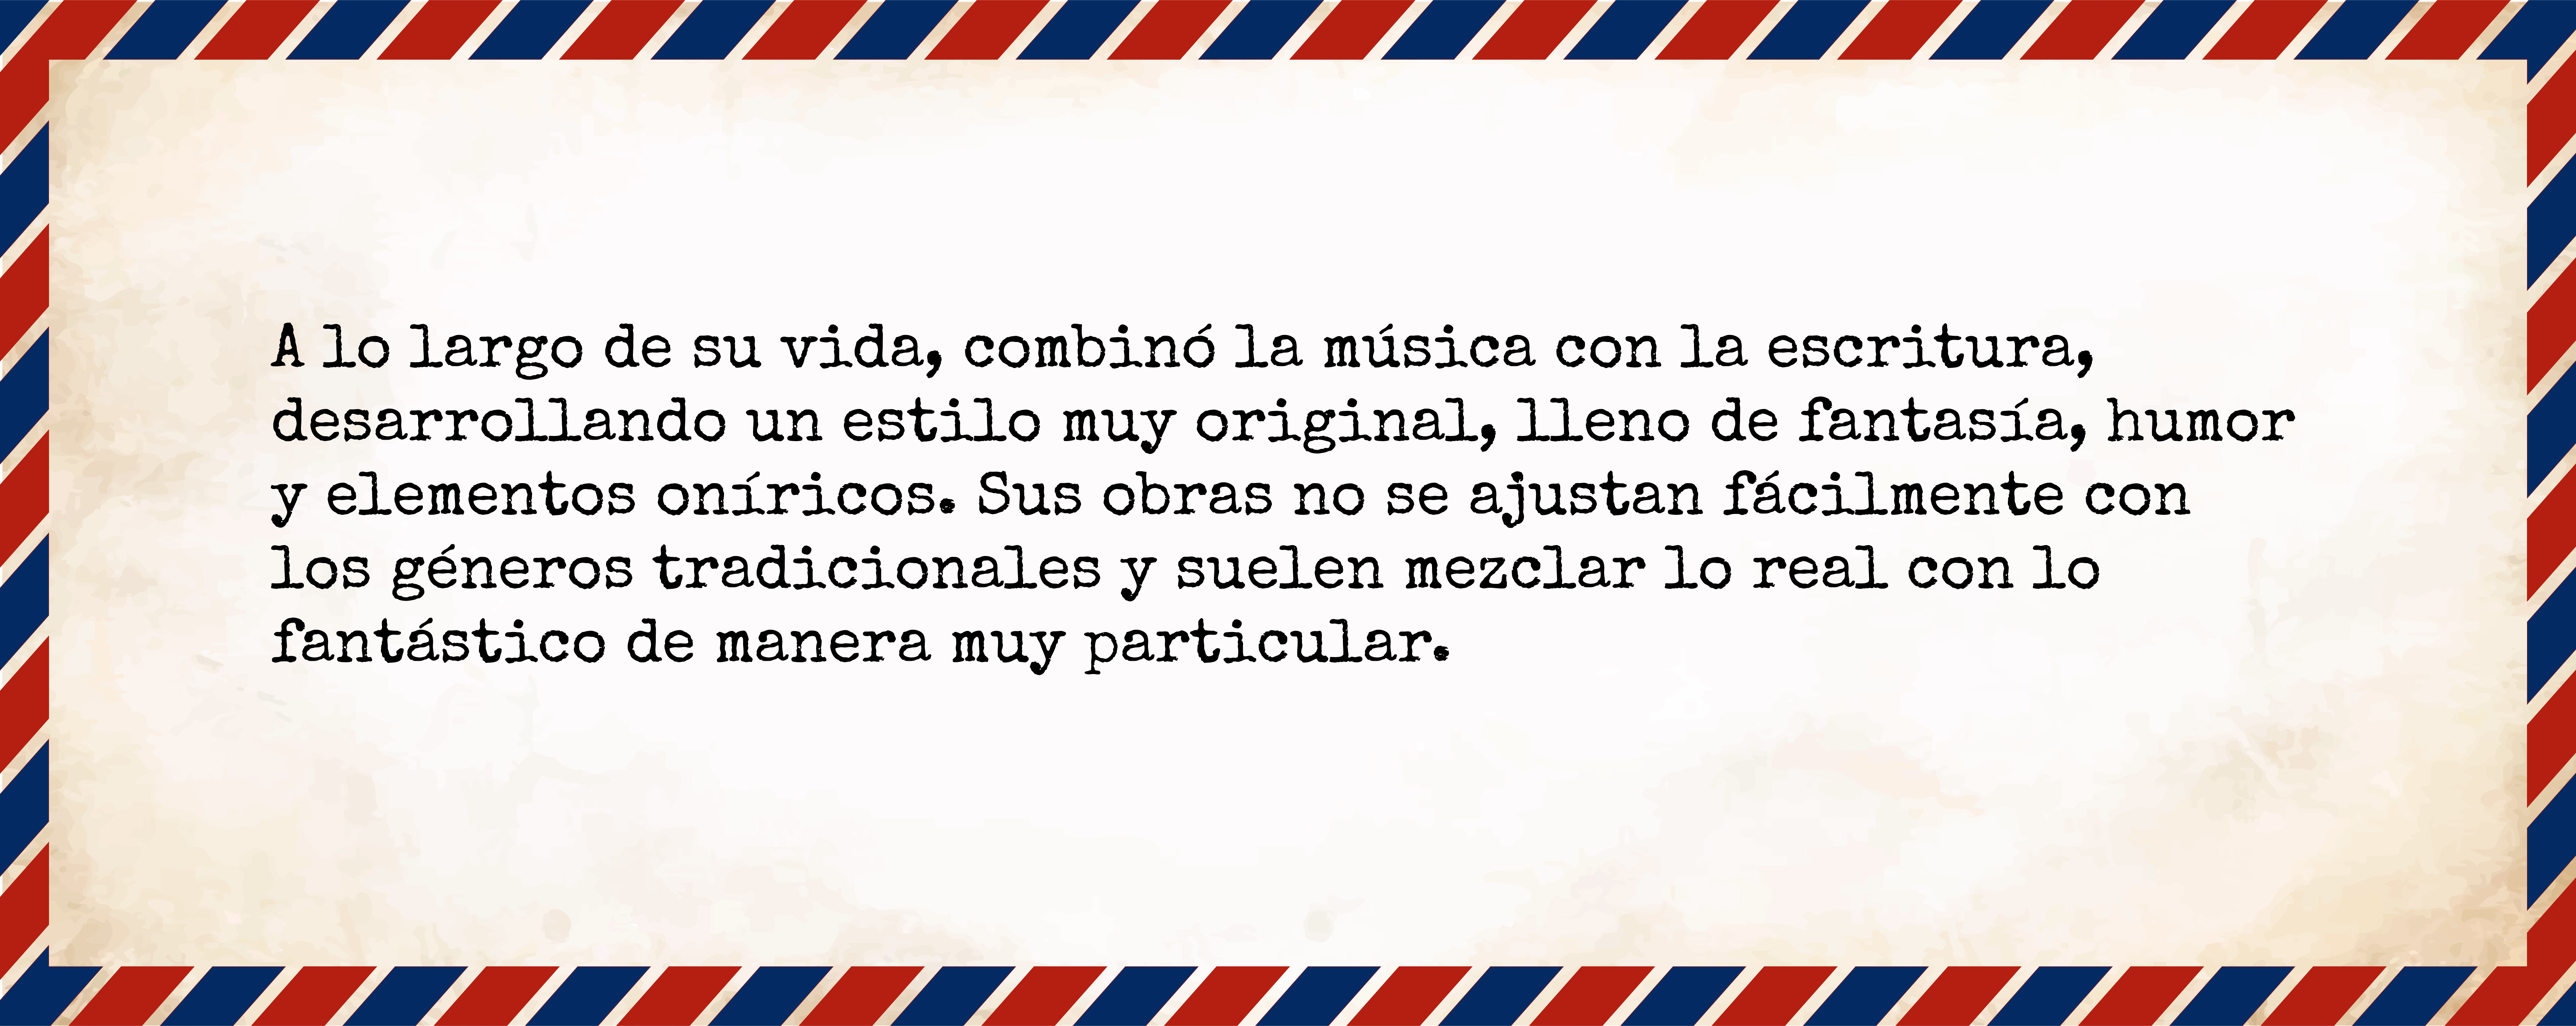 A lo largo de su vida, combinó la música con la escritura,
desarrollando un estilo muy original, lleno de fantasía, humor
y elementos oníricos. Sus obras no se ajustan fácilmente con
los géneros tradicionales y suelen mezclar lo real con lo
fantástico de manera muy particular.